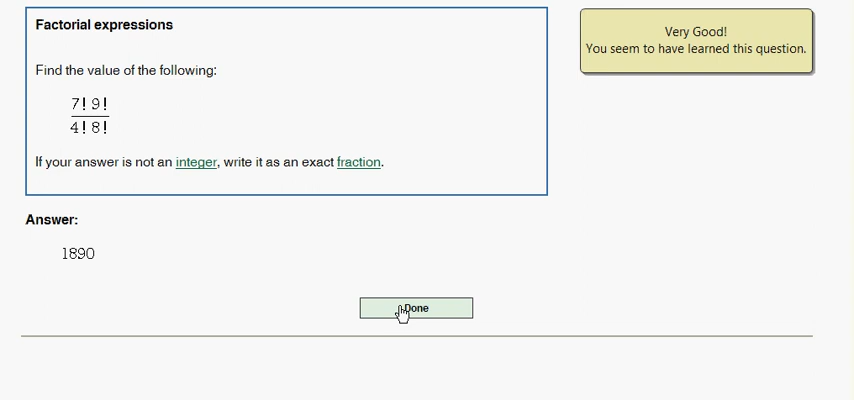 Factorial expressions
Very Good!
You seem to have learned this question.
Find the value of the following:
7! 9!
4! 8!
If your answer is not an integer, write it as an exact fraction.
Answer:
1890
Done